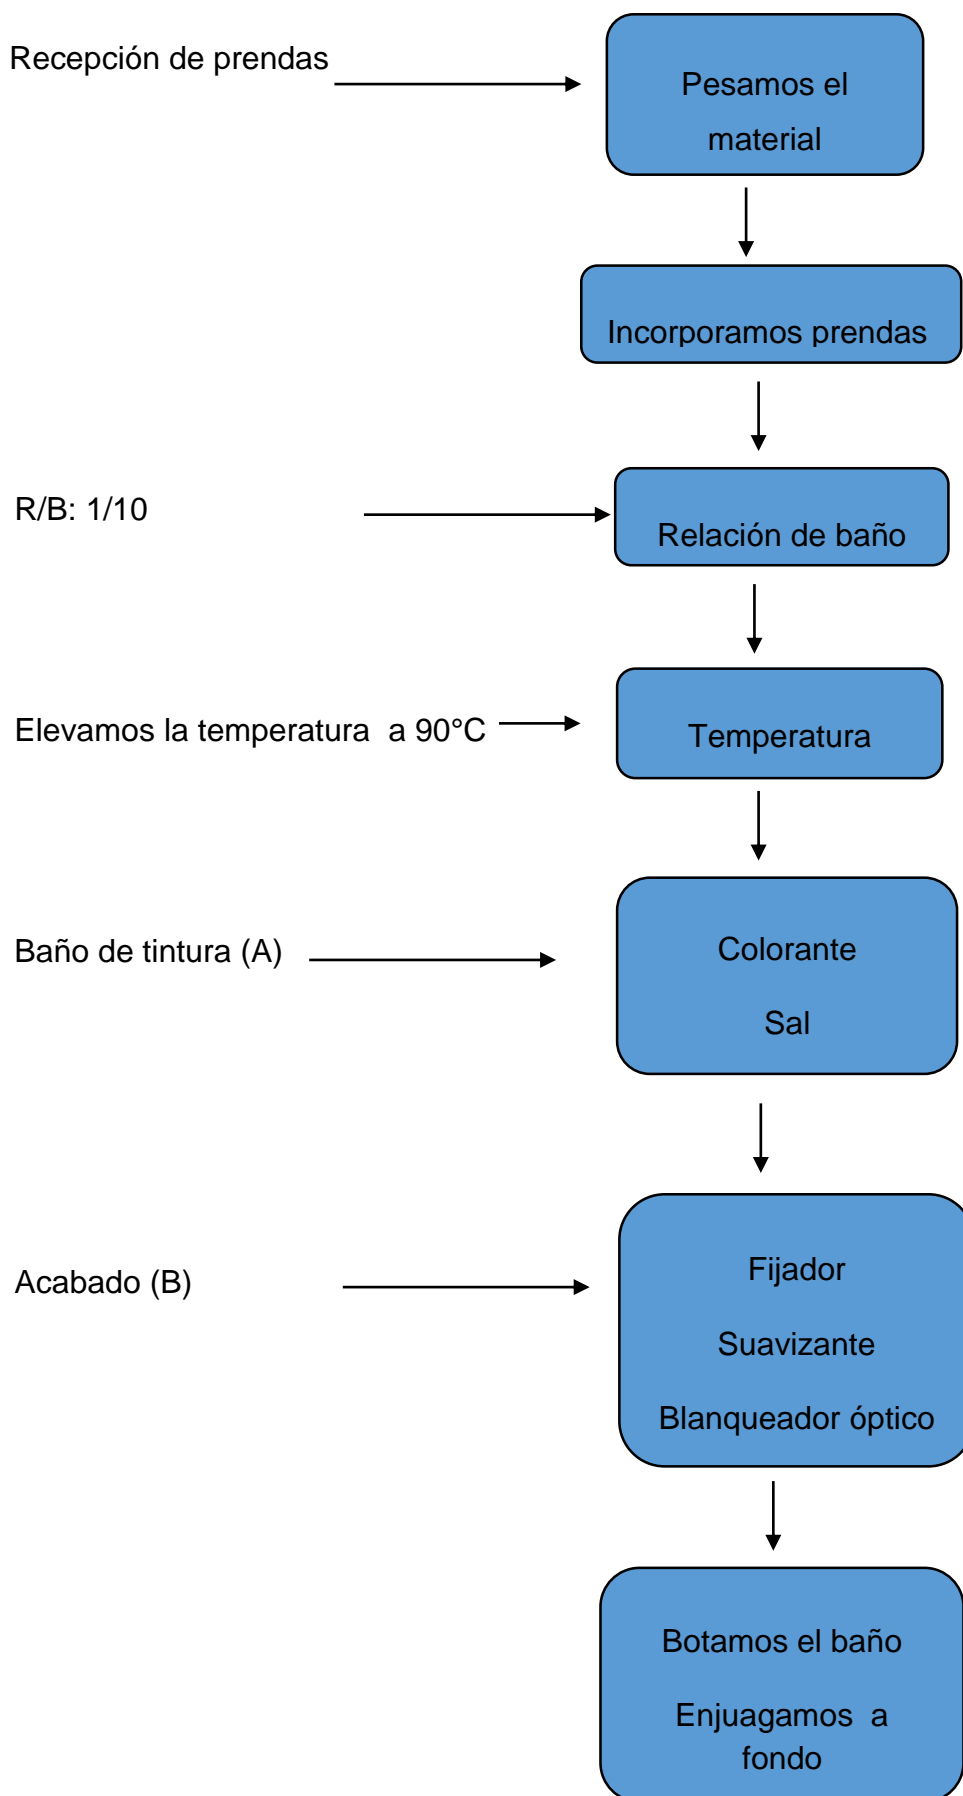 Recepción de prendas
Pesamos el
material
Incorporamos prendas
R/B: 1/10
Relación de baño
Elevamos la temperatura  a 90°C
Temperatura
Baño de tintura (A)
Colorante
Sal
Acabado (B)
Fijador
Suavizante
Blanqueador óptico
Botamos el baño
Enjuagamos  a
fondo